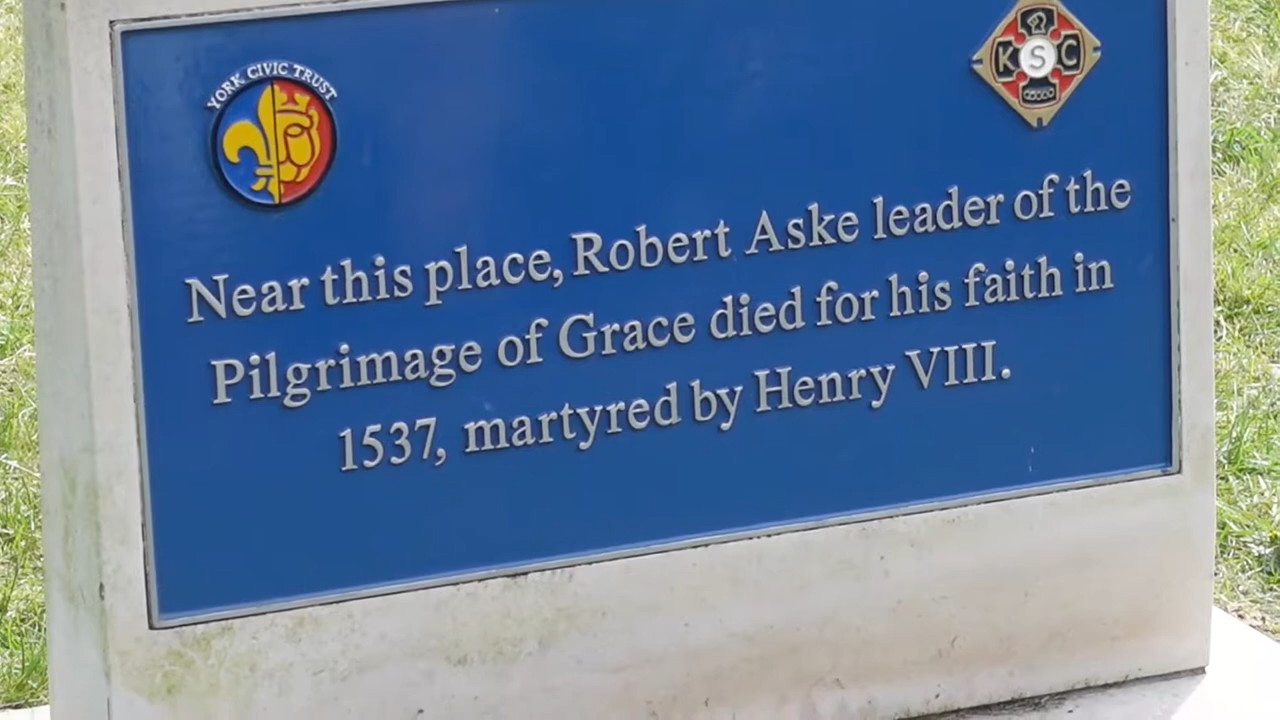 YORK CIVIC TRUST
KSC
Near this place, Robert Aske leader of the
Pilgrimage of Grace died for his faith in
1537, martyred by Henry VIII.